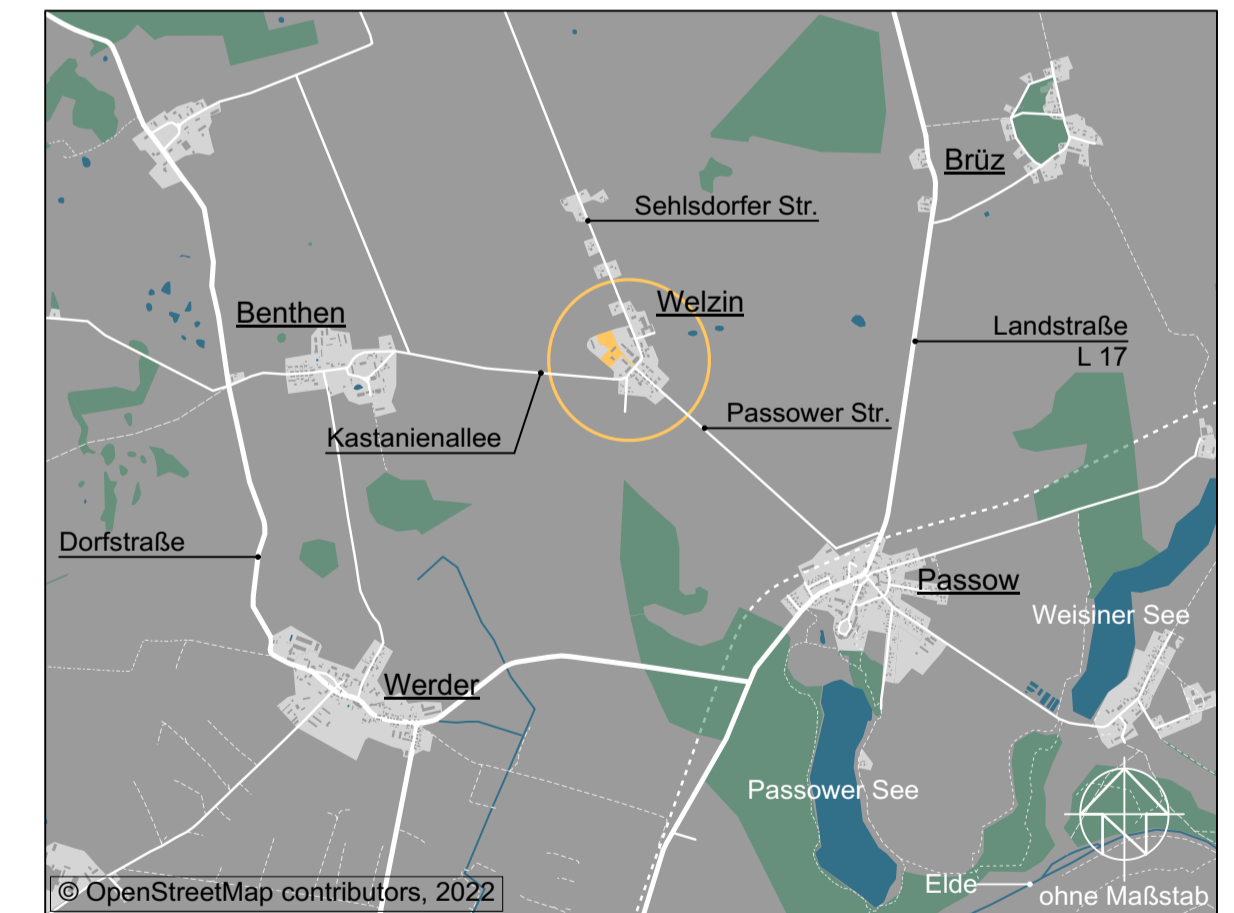 Brüz
Sehlsdorfer Str.
Welzin
Benthen
Landstraße
L 17
Passower Str.
Kastanienallee
Dorfstraße
Passow
Weisiner See
Werder
Passower See
Elde
ohne Maßstab
© OpenStreetMap contributors, 2022